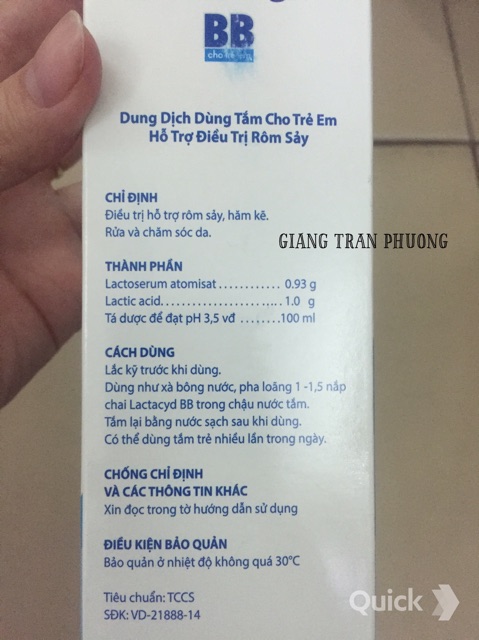 BB
Dung Dịch Dùng Tắm Cho Trẻ Em
Hỗ Trợ Điều Trị Rôm Sảy
CHỈ ĐỊNH
Điều trị hỗ trợ rôm sảy, hăm kẽ.
Rửa và chăm sóc da.
GIANG TRAN PHUONG
THÀNH PHẦN
Lactoserum atomisat ............ 0.93 g
Lactic acid........................ 1.0 g
Tá dược để đạt pH 3,5 vđ ........100 ml
CÁCH DÙNG
Lắc kỹ trước khi dùng.
Dùng như xà bông nước, pha loãng 1 -1,5 nắp
chai Lactacyd BB trong chậu nước tắm.
Tắm lại bằng nước sạch sau khi dùng.
Có thể dùng tắm trẻ nhiều lần trong ngày.
CHỐNG CHỈ ĐỊNH
VÀ CÁC THÔNG TIN KHÁC
Xin đọc trong tờ hướng dẫn sử dụng
ĐIỀU KIỆN BẢO QUẢN
Bảo quản ở nhiệt độ không quá 30°C
Tiêu chuẩn: TCCS
SĐK: VD-21888-14
Quick